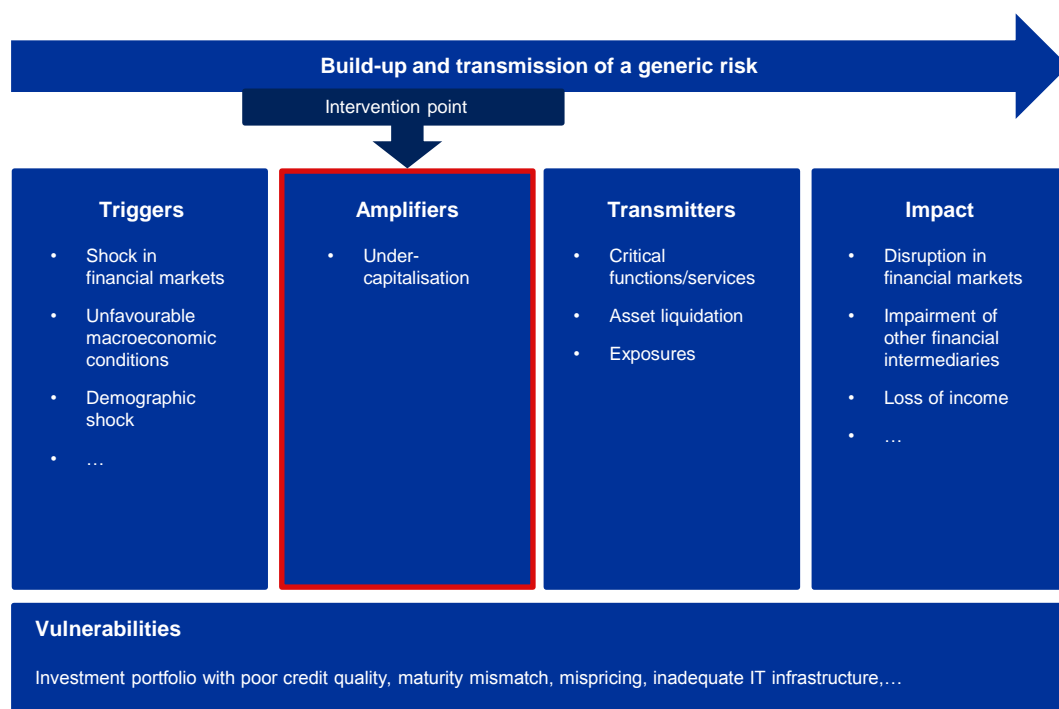 Build-up and transmission of a generic risk
Intervention point
Triggers
• Shock in
financial markets
• Unfavourable
macroeconomic
conditions
• Demographic
shock
• …
Amplifiers
• Under-
capitalisation
Transmitters
• Critical
functions/services
• Asset liquidation
• Exposures
Impact
• Disruption in
financial markets
• Impairment of
other financial
intermediaries
• Loss of income
• …
Vulnerabilities
Investment portfolio with poor credit quality, maturity mismatch, mispricing, inadequate IT infrastructure,…